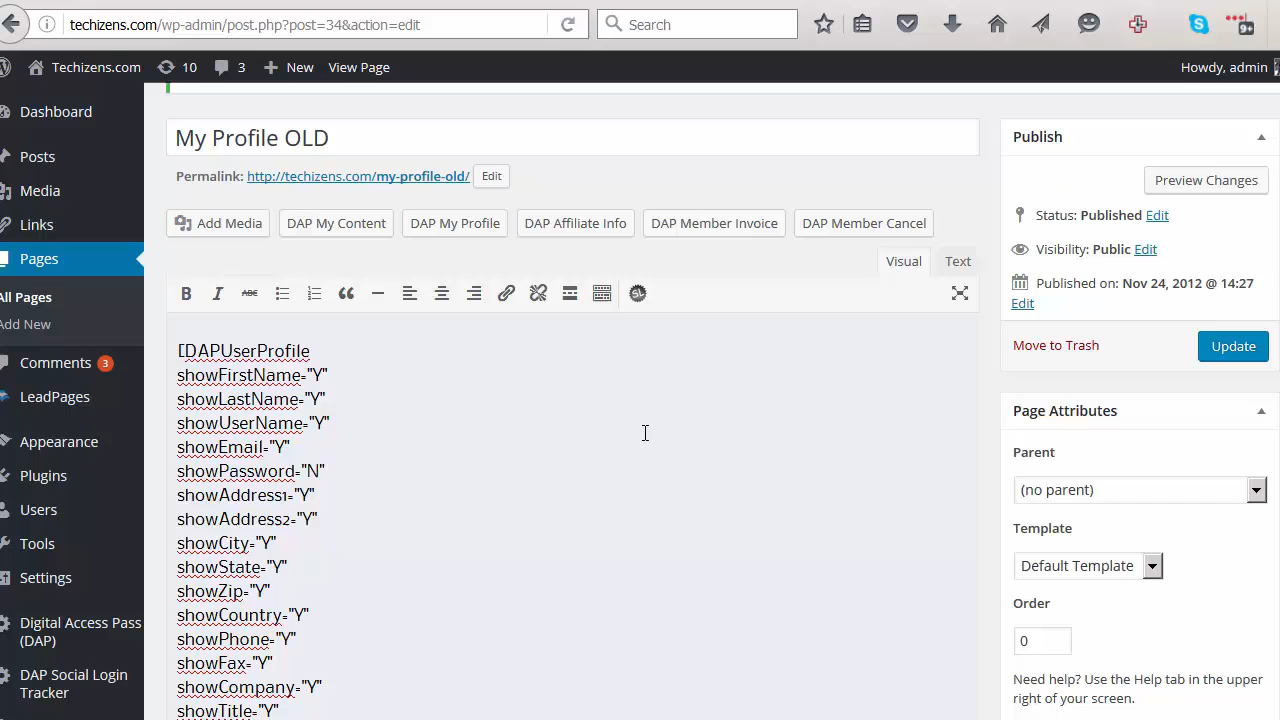 techizens.com/wp-admin/post.php?post=34&action=edit
Search
9+
Techizens.com
10
3
New
View Page
Howdy, admin
Dashboard
Posts
Media
Links
Pages
All Pages
Add New
Comments 3
LeadPages
Appearance
Plugins
Users
Tools
Settings
Digital Access Pass
(DAP)
DAP Social Login
Tracker
My Profile OLD
Permalink: http://techizens.com/my-profile-old/ Edit
Add Media
DAP My Content
DAP My Profile
DAP Affiliate Info
DAP Member Invoice
DAP Member Cancel
Visual
Text
B I ABC
SL
[DAPUserProfile
showFirstName="Y"
showLastName="Y"
showUserName="Y"
showEmail="Y"
showPassword="N"
showAddress1="Y"
showAddress2="Y"
showCity="Y"
showState="Y"
showZip="Y"
showCountry="Y"
showPhone="Y"
showFax="Y"
showCompany="Y"
showTitle="Y"
Publish
Preview Changes
Status: Published Edit
Visibility: Public Edit
Published on: Nov 24, 2012 @ 14:27
Edit
Move to Trash
Update
Page Attributes
Parent
(no parent)
Template
Default Template
Order
0
Need help? Use the Help tab in the upper
right of your screen.